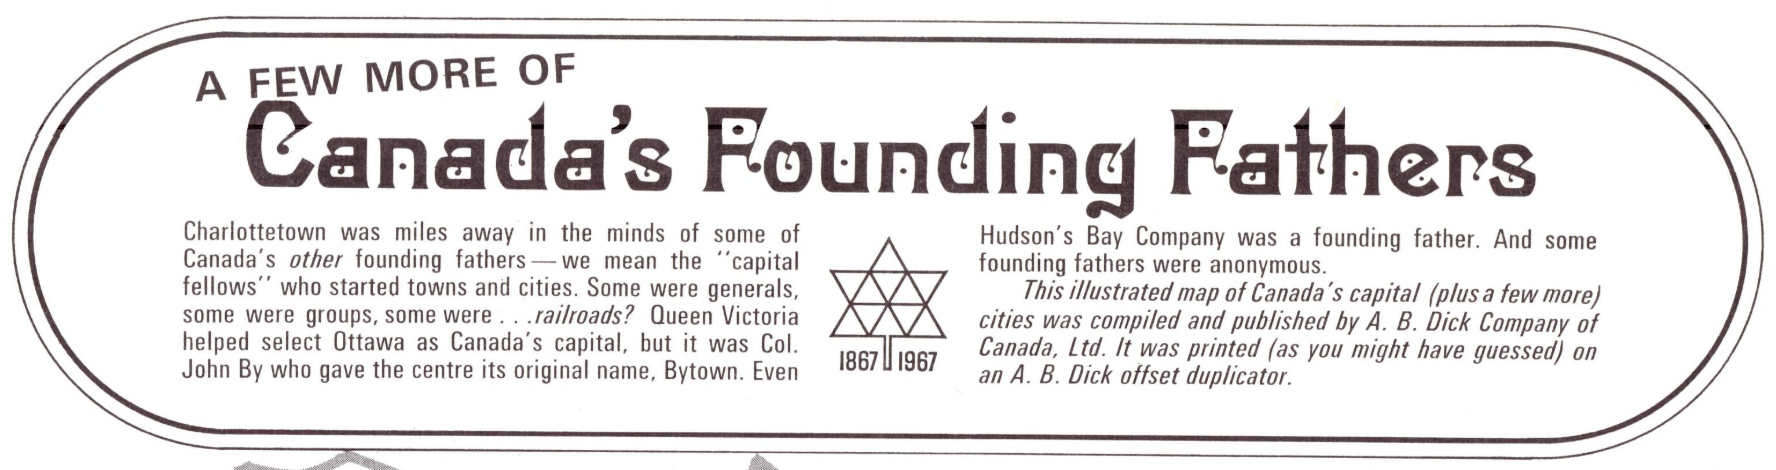 A FEW MORE OF
Canada's Founding Fathers
Charlottetown was miles away in the minds of some of
Canada's other founding fathers — we mean the "capital
fellows" who started towns and cities. Some were generals,
some were groups, some were . . .railroads? Queen Victoria
helped select Ottawa as Canada's capital, but it was Col.
John By who gave the centre its original name, Bytown. Even
1867 1967
Hudson's Bay Company was a founding father. And some
founding fathers were anonymous.
This illustrated map of Canada's capital (plus a few more)
cities was compiled and published by A. B. Dick Company of
Canada, Ltd. It was printed (as you might have guessed) on
an A. B. Dick offset duplicator.